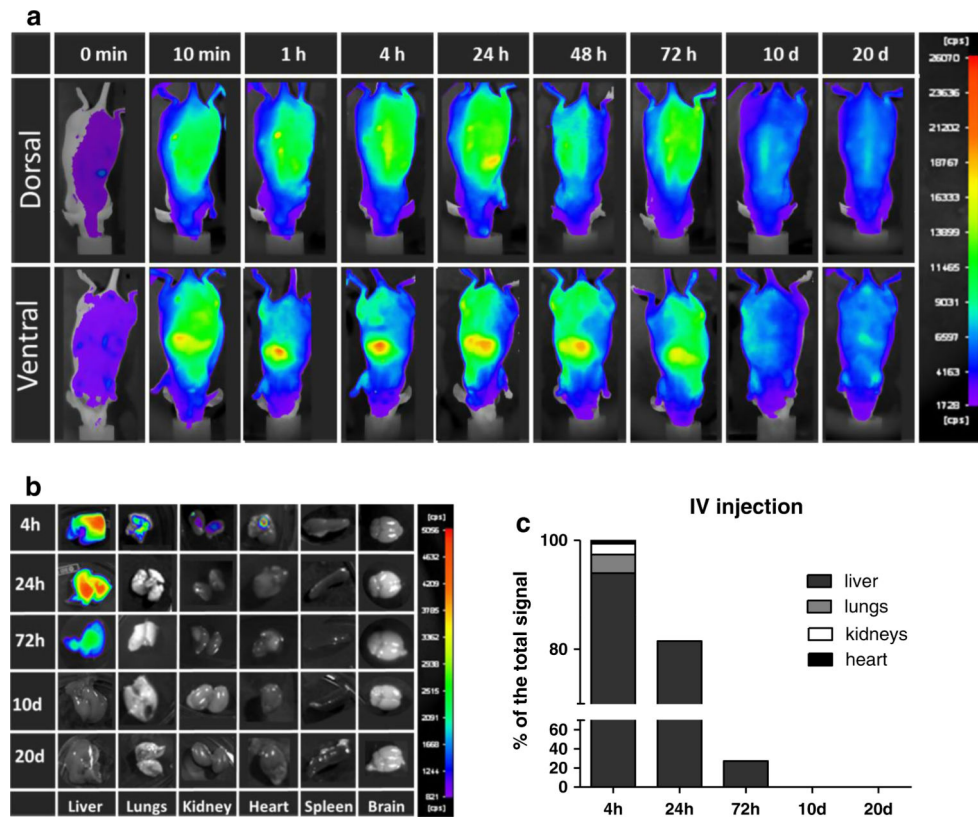 a
0 min 10 min 1 h 4 h 24 h 48 h 72 h 10 d 20 d
Dorsal
Ventral
[cps]
26070
23636
21202
18767
16333
13899
11465
9031
6597
4163
1728
[cps]
b
4h
24h
72h
10d
20d
Liver Lungs Kidney Heart Spleen Brain
[cps]
5056
4632
4209
3785
3362
2938
2515
2091
1668
1244
821
[cps]
c
IV injection
% of the total signal
100
80
60
40
20
0
4h 24h 72h 10d 20d
liver
lungs
kidneys
heart